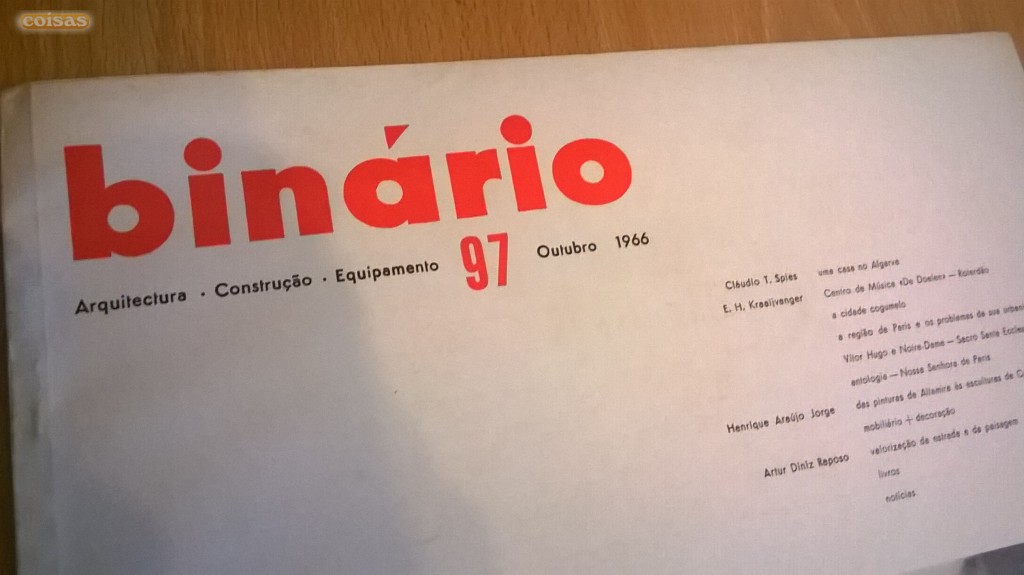 coisas
binário
Arquitectura · Construção · Equipamento 97 Outubro 1966
Cláudio T. Spies uma casa no Algarve
E. H. Kraaijvanger Centro de Música «De Doelen» — Roterdão
a cidade cogumelo
a região de Paris e os problemas da sua
Vítor Hugo e Notre-Dame — Sacro Santa
antologia — Nossa Senhora de Paris
Henrique Araújo Jorge das pinturas de Altamira às esculturas de
mobiliário + decoração
Artur Diniz Raposo valorização da estrada e da paisagem
livros
notícias